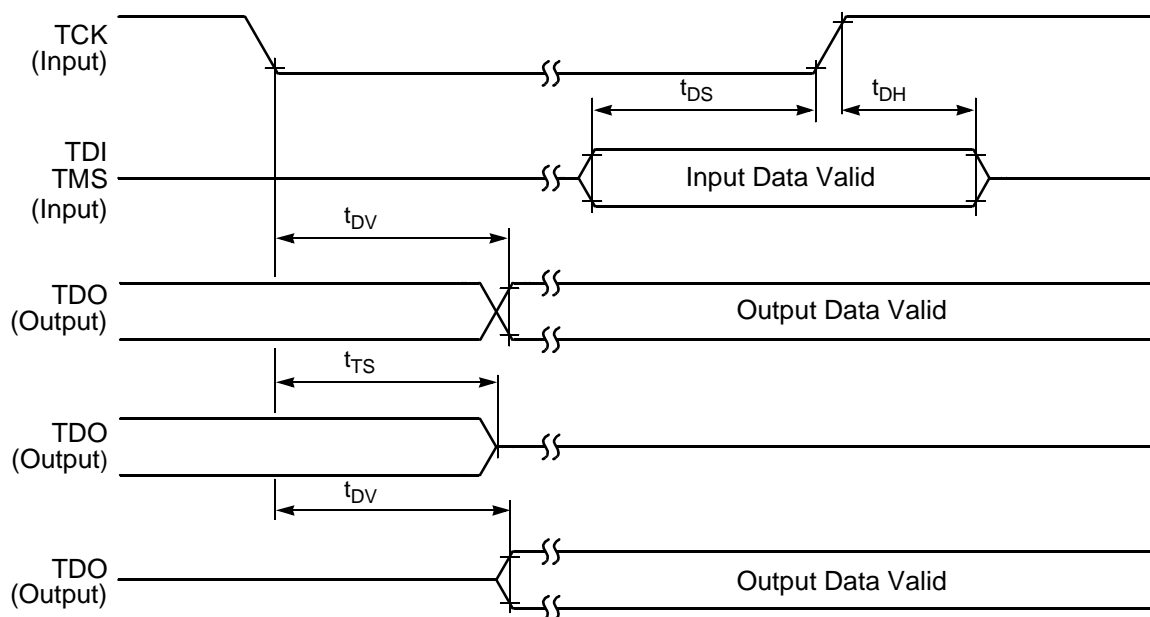 TCK
(Input)
tDS
tDH
TDI
TMS
(Input)
Input Data Valid
tDV
TDO
(Output)
Output Data Valid
tTS
TDO
(Output)
tDV
TDO
(Output)
Output Data Valid